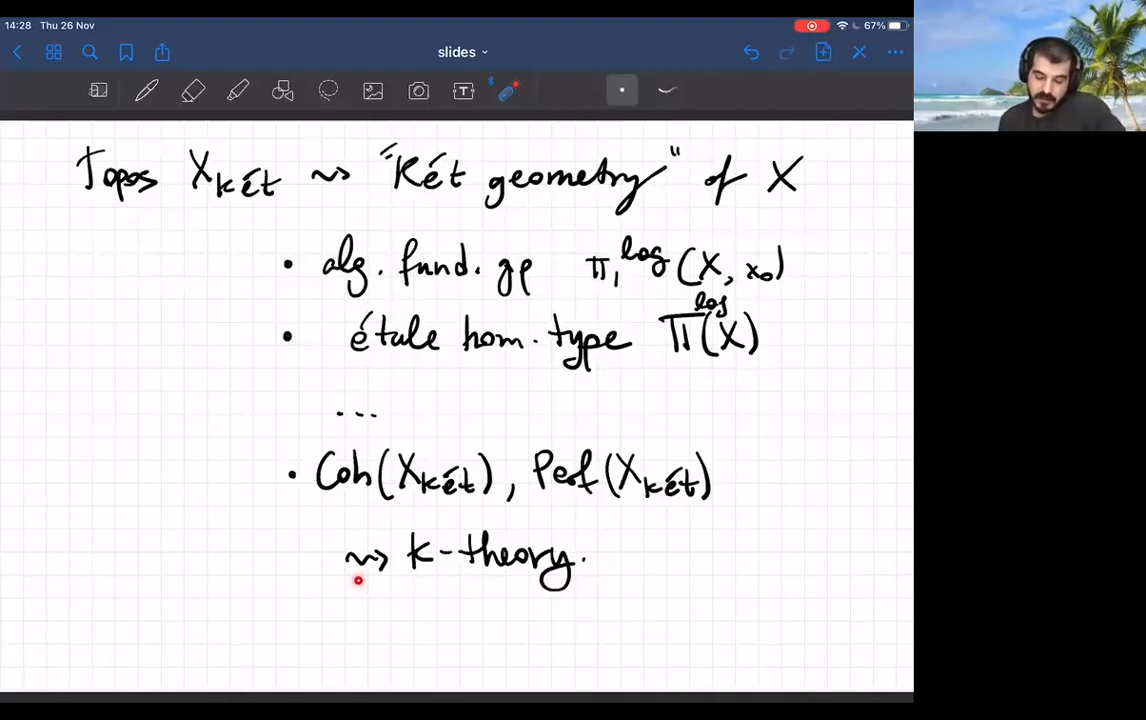 14:28 Thu 26 Nov 67%
slides
Topos X_két ⇝ "Két geometry" of X
• alg. fund. gp π₁^log (X, x₀)
• étale hom. type Π^log(X)
...
• Coh(X_két), Perf(X_két)
⇝ K-theory.